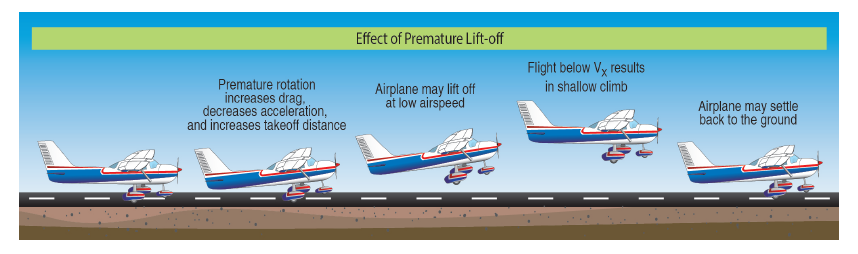 Effect of Premature Lift-off
Premature rotation
increases drag,
decreases acceleration,
and increases takeoff distance
Airplane may lift off
at low airspeed
Flight below VX results
in shallow climb
Airplane may settle
back to the ground